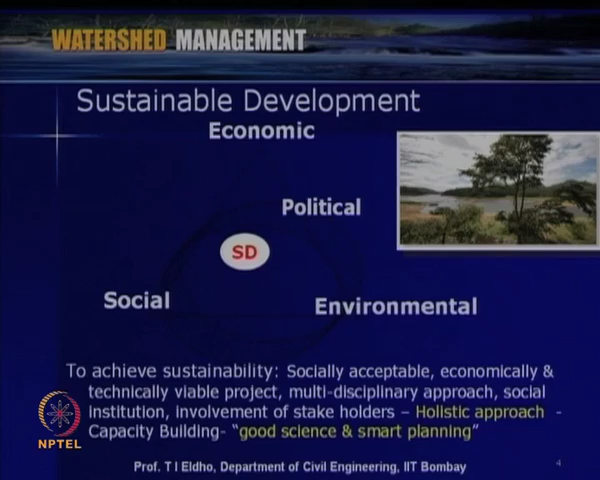 WATERSHED MANAGEMENT
Sustainable Development
Economic
Political
SD
Social
Environmental
To achieve sustainability: Socially acceptable, economically &
technically viable project, multi-disciplinary approach, social
institution, involvement of stake holders – Holistic approach -
Capacity Building- “good science & smart planning”
NPTEL
Prof. T I Eldho, Department of Civil Engineering, IIT Bombay
4